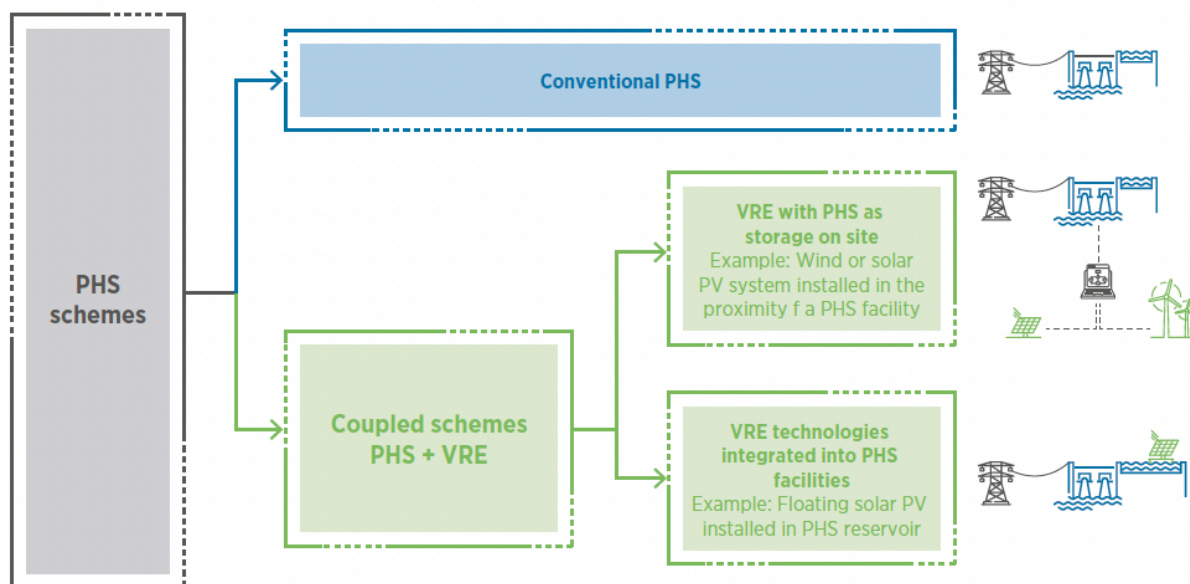 PHS
schemes
Conventional PHS
Coupled schemes
PHS + VRE
VRE with PHS as
storage on site
Example: Wind or solar
PV system installed in the
proximity f a PHS facility
VRE technologies
integrated into PHS
facilities
Example: Floating solar PV
installed in PHS reservoir